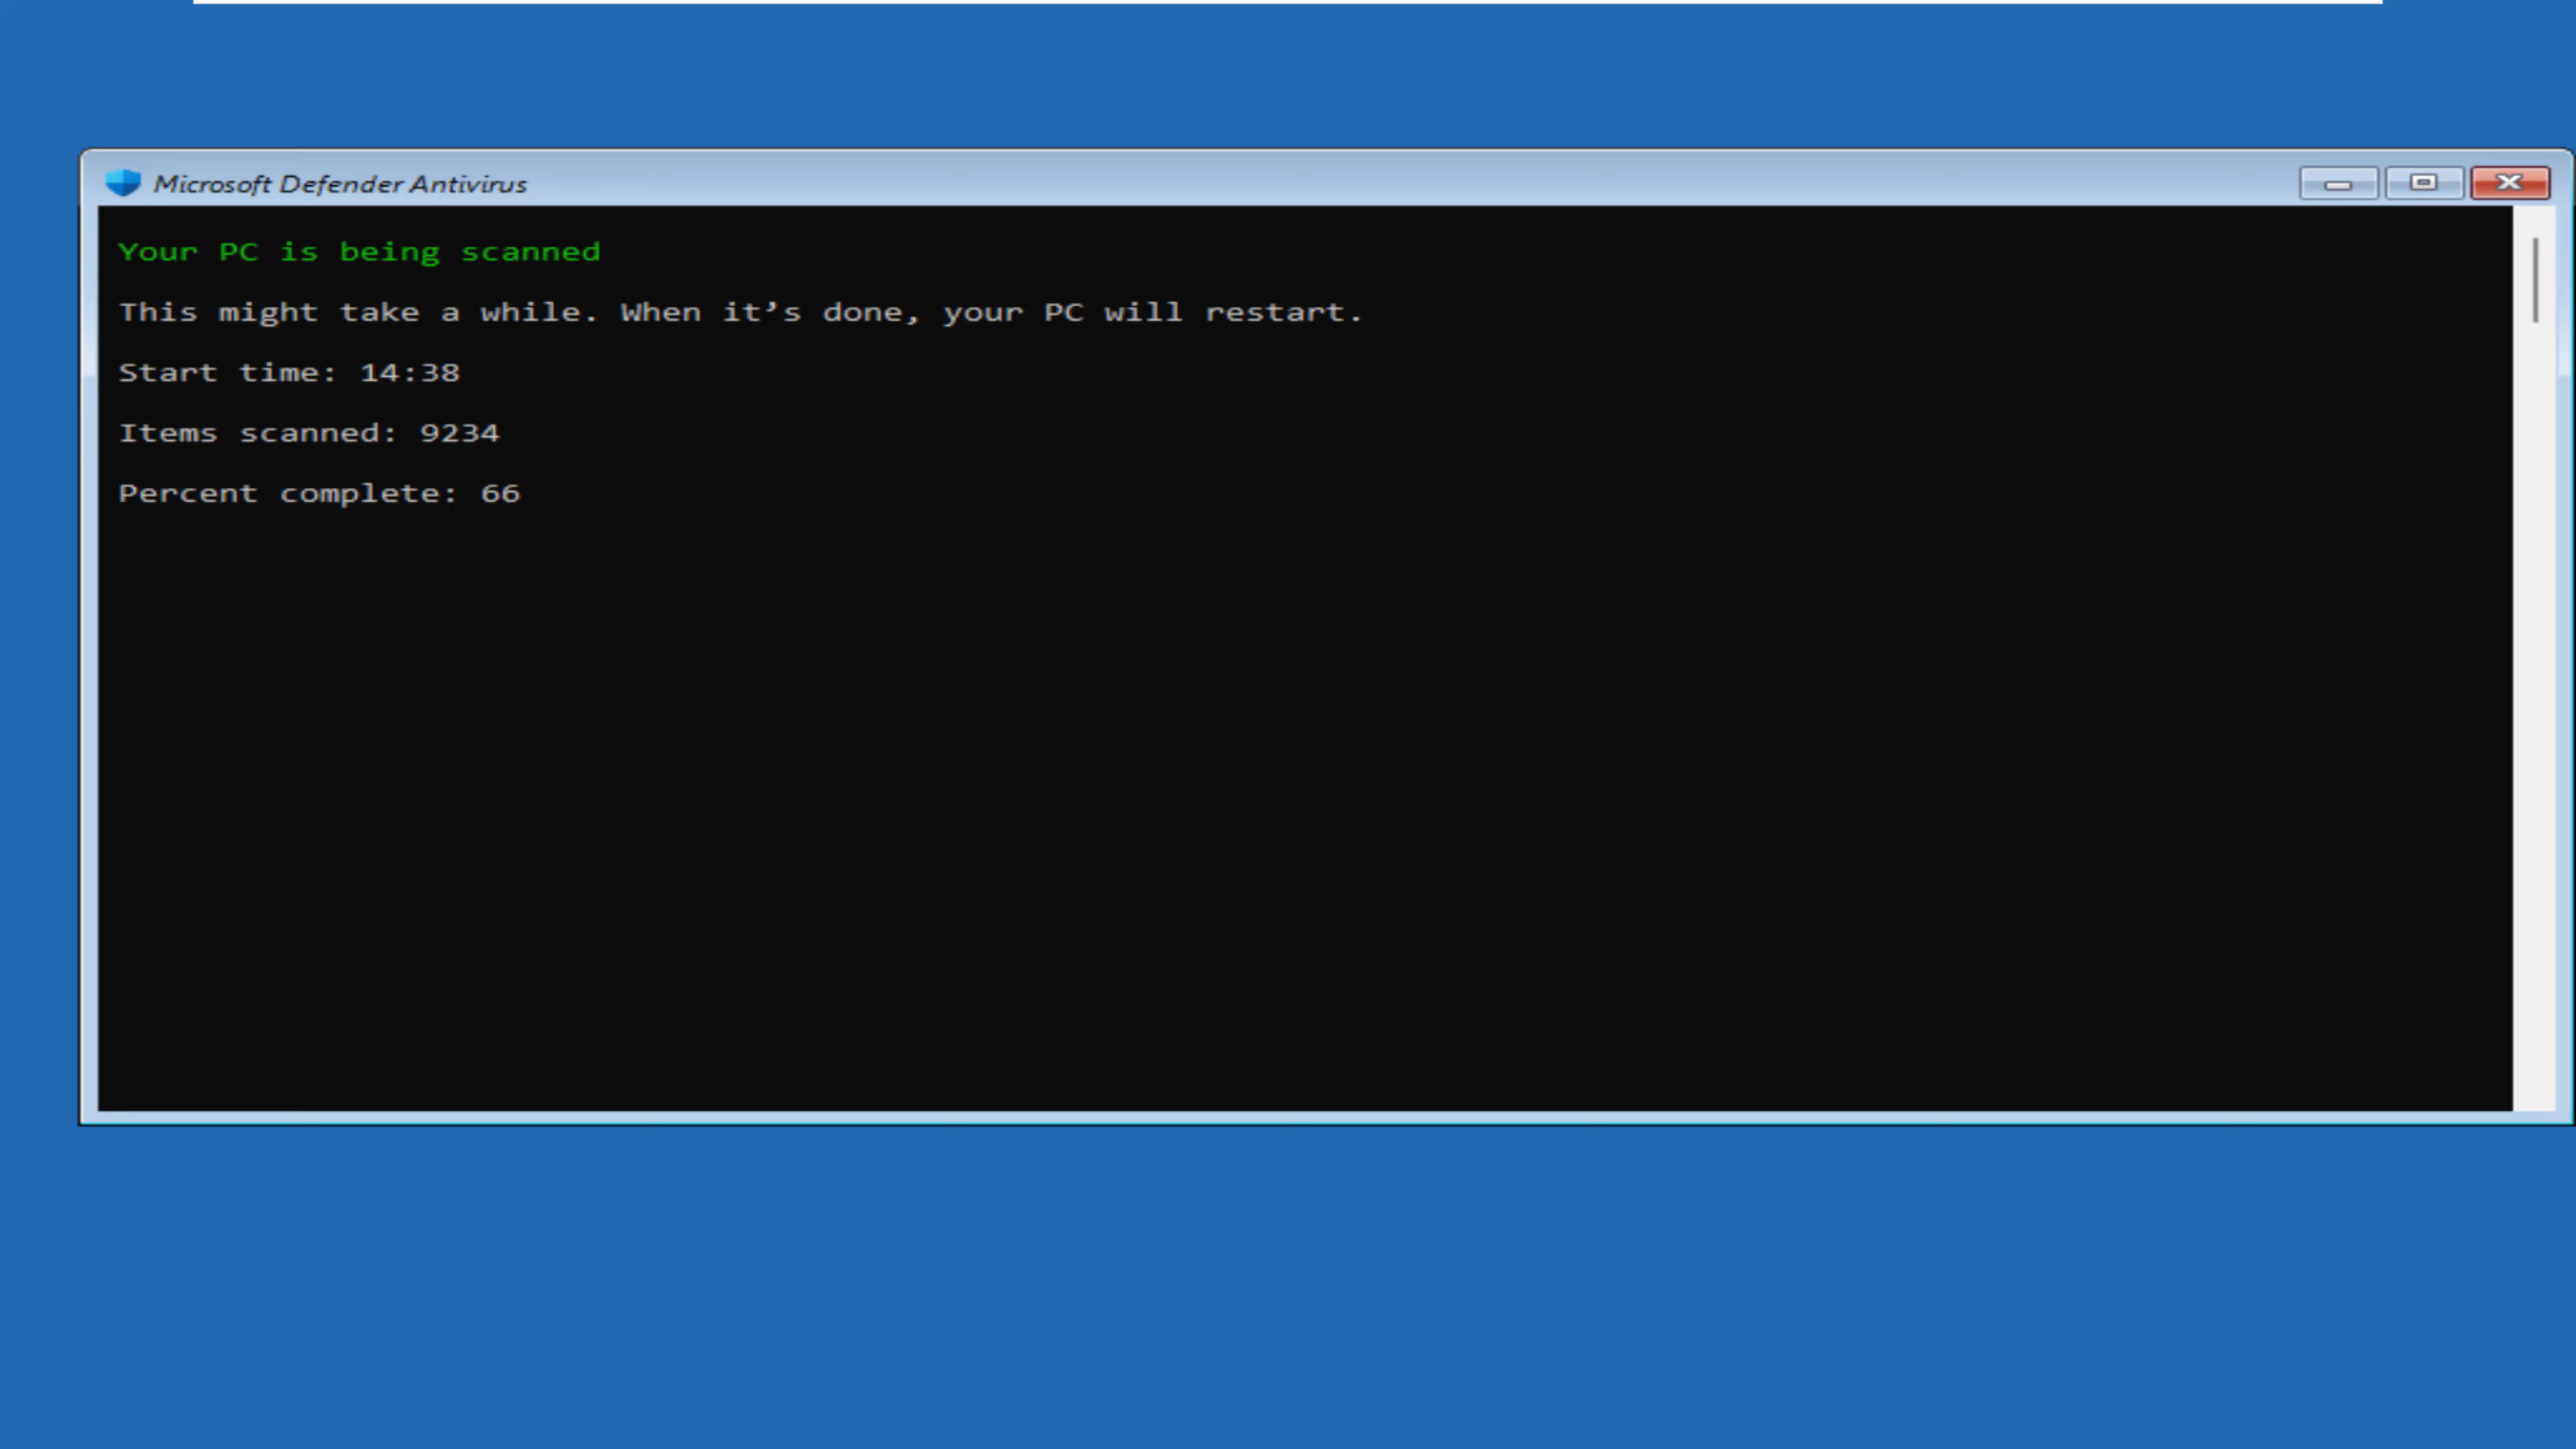 Microsoft Defender Antivirus
Your PC is being scanned
This might take a while. When it’s done, your PC will restart.
Start time: 14:38
Items scanned: 9234
Percent complete: 66